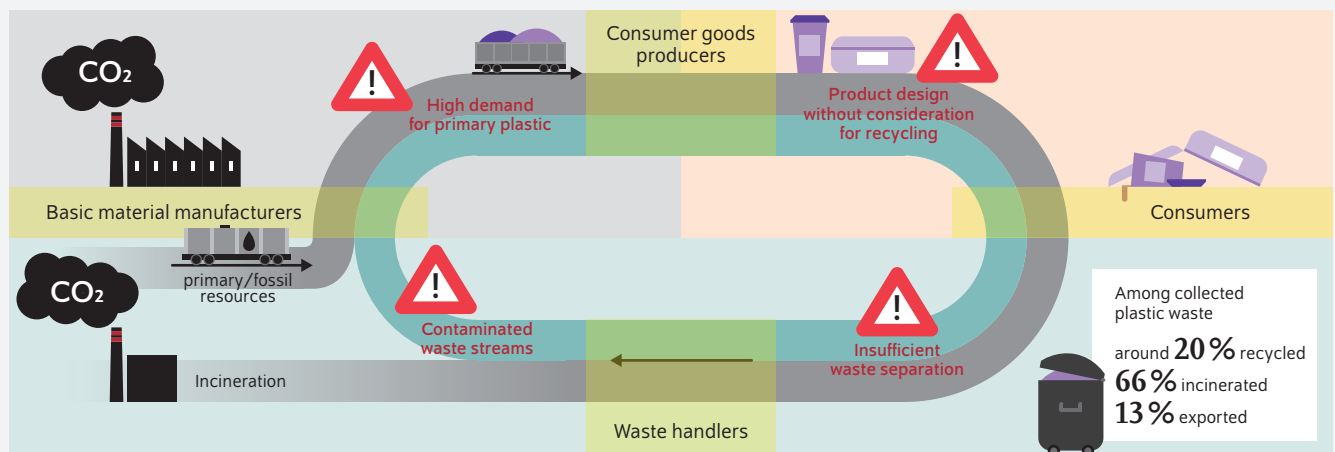 CO2
Consumer goods
producers
High demand
for primary plastic
Product design
without consideration
for recycling
Basic material manufacturers
Consumers
primary/fossil
resources
CO2
Contaminated
waste streams
Insufficient
waste separation
Incineration
Waste handlers
Among collected
plastic waste
around 20% recycled
66% incinerated
13% exported
!
!
!
!